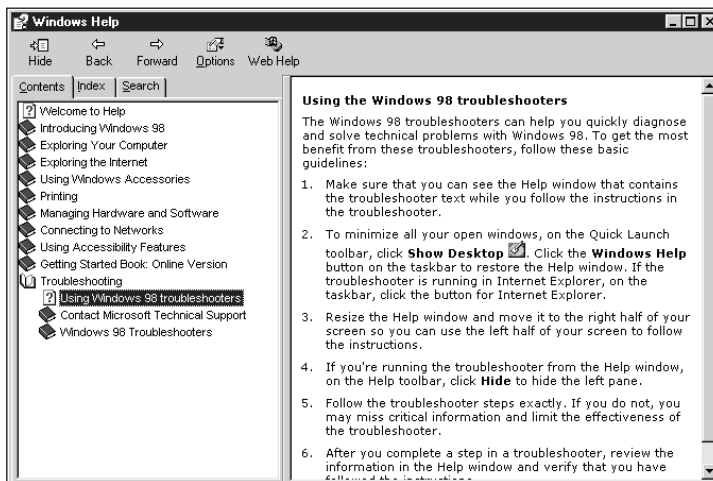 Windows Help
Hide Back Forward Options Web Help
Contents Index Search
Welcome to Help
Introducing Windows 98
Exploring Your Computer
Exploring the Internet
Using Windows Accessories
Printing
Managing Hardware and Software
Connecting to Networks
Using Accessibility Features
Getting Started Book: Online Version
Troubleshooting
Using Windows 98 troubleshooters
Contact Microsoft Technical Support
Windows 98 Troubleshooters
Using the Windows 98 troubleshooters
The Windows 98 troubleshooters can help you quickly diagnose
and solve technical problems with Windows 98. To get the most
benefit from these troubleshooters, follow these basic
guidelines:
1. Make sure that you can see the Help window that contains
the troubleshooter text while you follow the instructions in
the troubleshooter.
2. To minimize all your open windows, on the Quick Launch
toolbar, click Show Desktop . Click the Windows Help
button on the taskbar to restore the Help window. If the
troubleshooter is running in Internet Explorer, on the
taskbar, click the button for Internet Explorer.
3. Resize the Help window and move it to the right half of your
screen so you can use the left half of your screen to follow
the instructions.
4. If you're running the troubleshooter from the Help window,
on the Help toolbar, click Hide to hide the left pane.
5. Follow the troubleshooter steps exactly. If you do not, you
may miss critical information and limit the effectiveness of
the troubleshooter.
6. After you complete a step in a troubleshooter, review the
information in the Help window and verify that you have
followed the instructions.